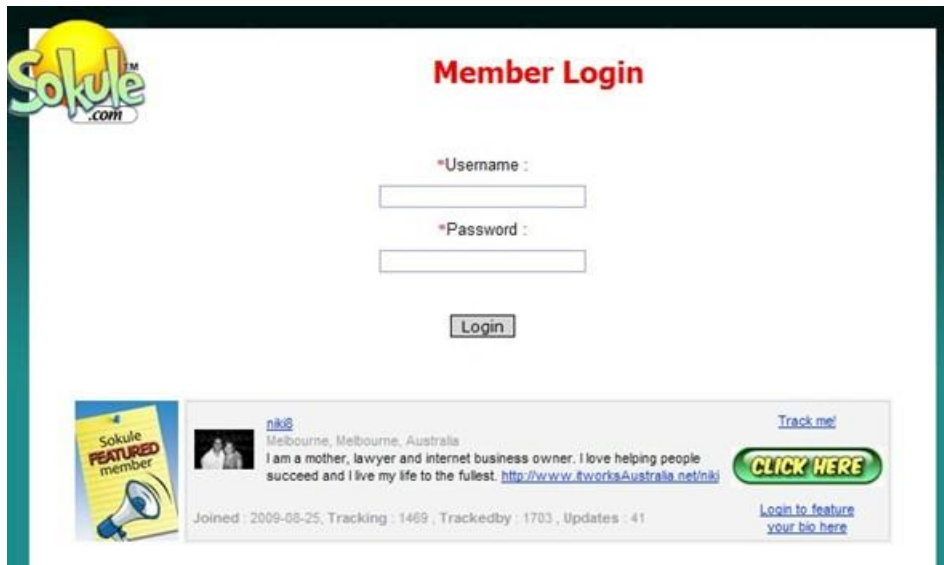 Sokule™
.com
Member Login
*Username :
*Password :
Login
Sokule
FEATURED
member
niki8
Melbourne, Melbourne, Australia
I am a mother, lawyer and internet business owner. I love helping people
succeed and I live my life to the fullest. http://www.itworksAustralia.net/niki
Joined : 2009-08-25, Tracking : 1469 , Trackedby : 1703 , Updates : 41
Track me!
CLICK HERE
Login to feature
your bio here